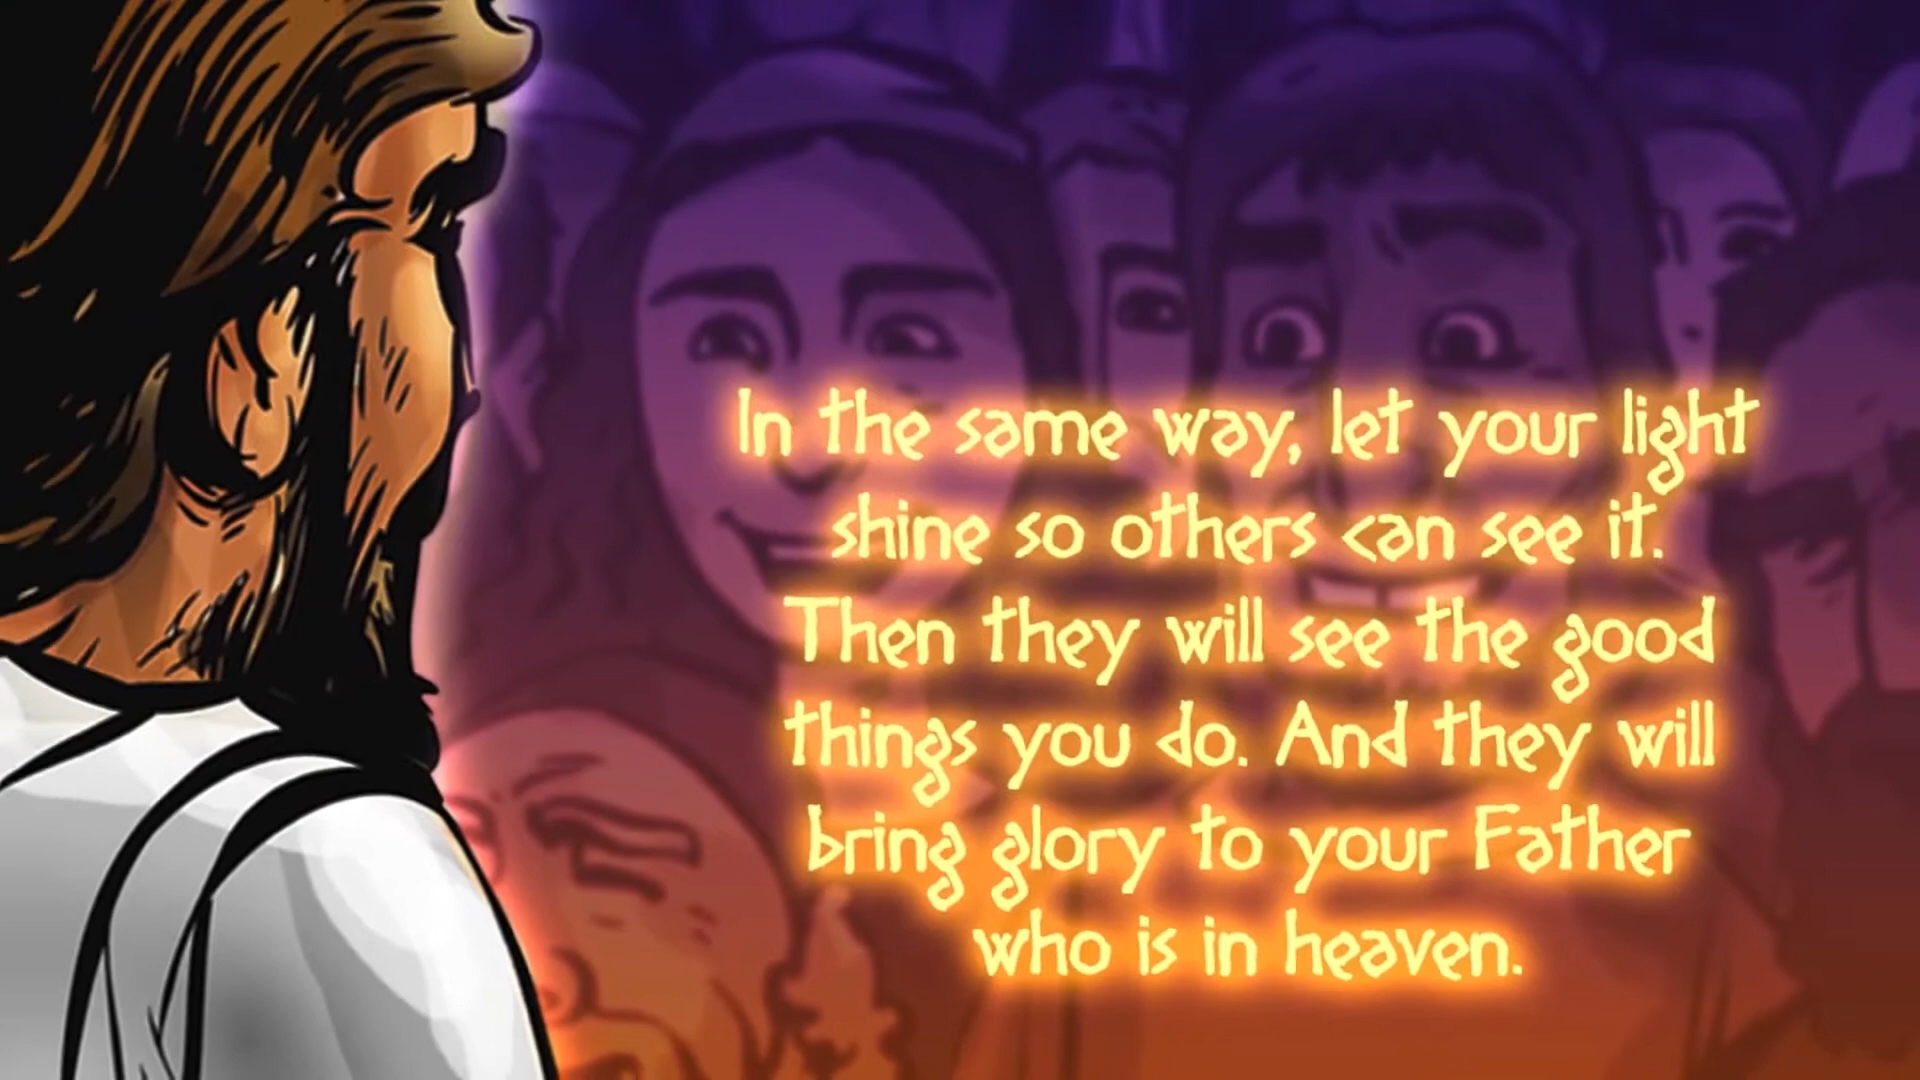 In the same way, let your light
shine so others can see it.
Then they will see the good
things you do. And they will
bring glory to your Father
who is in heaven.